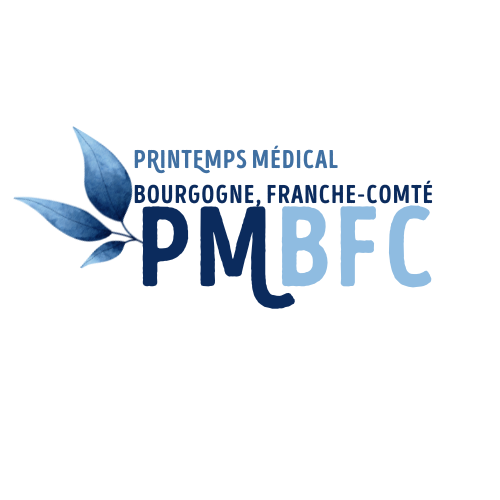 PRINTEMPS MÉDICAL
BOURGOGNE, FRANCHE-COMTÉ
PMBFC